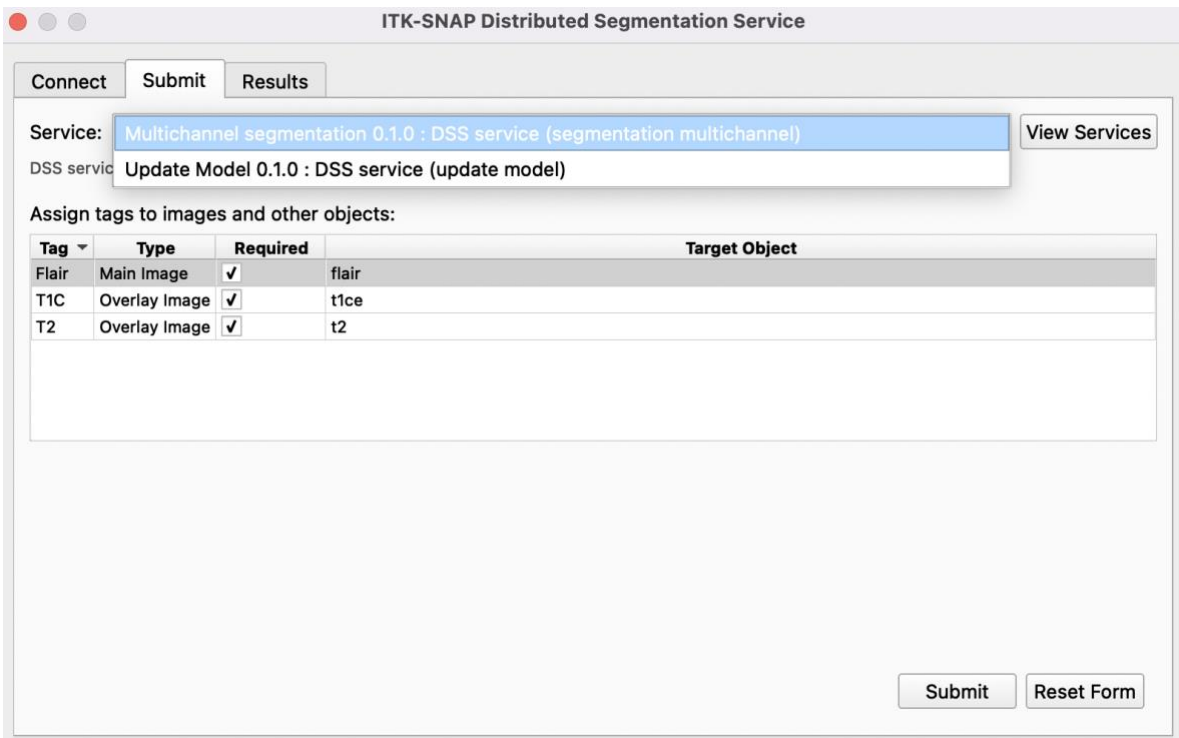 ITK-SNAP Distributed Segmentation Service
Connect Submit Results
Service: Multichannel segmentation 0.1.0 : DSS service (segmentation multichannel) View Services
DSS servic Update Model 0.1.0 : DSS service (update model)
Assign tags to images and other objects:
Tag Type Required Target Object
Flair Main Image flair
T1C Overlay Image t1ce
T2 Overlay Image t2
Submit Reset Form